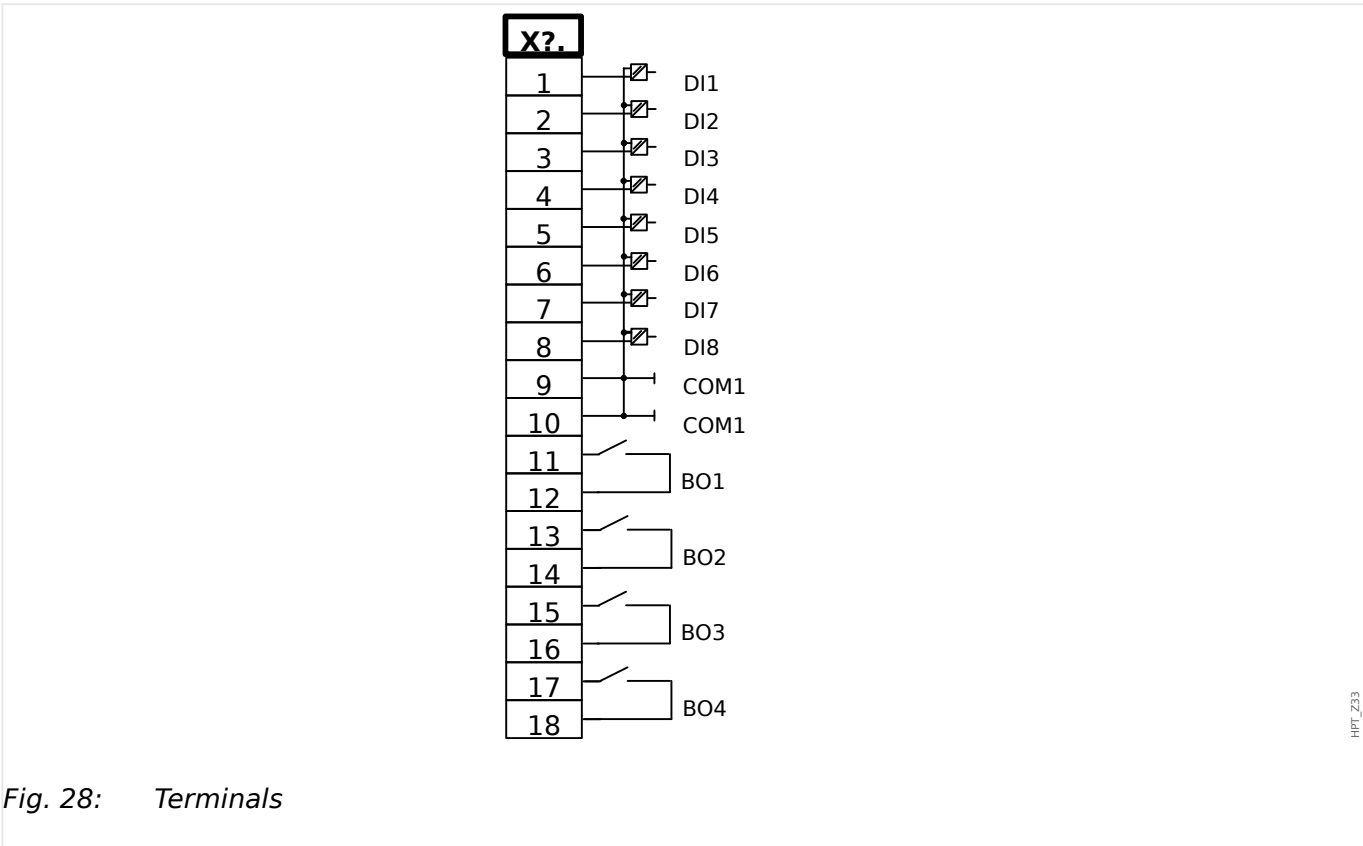 X?.
1 DI1
2 DI2
3 DI3
4 DI4
5 DI5
6 DI6
7 DI7
8 DI8
9 COM1
10 COM1
11
BO1
12
13
BO2
14
15
BO3
16
17
BO4
18
HPT_Z33
Fig. 28: Terminals